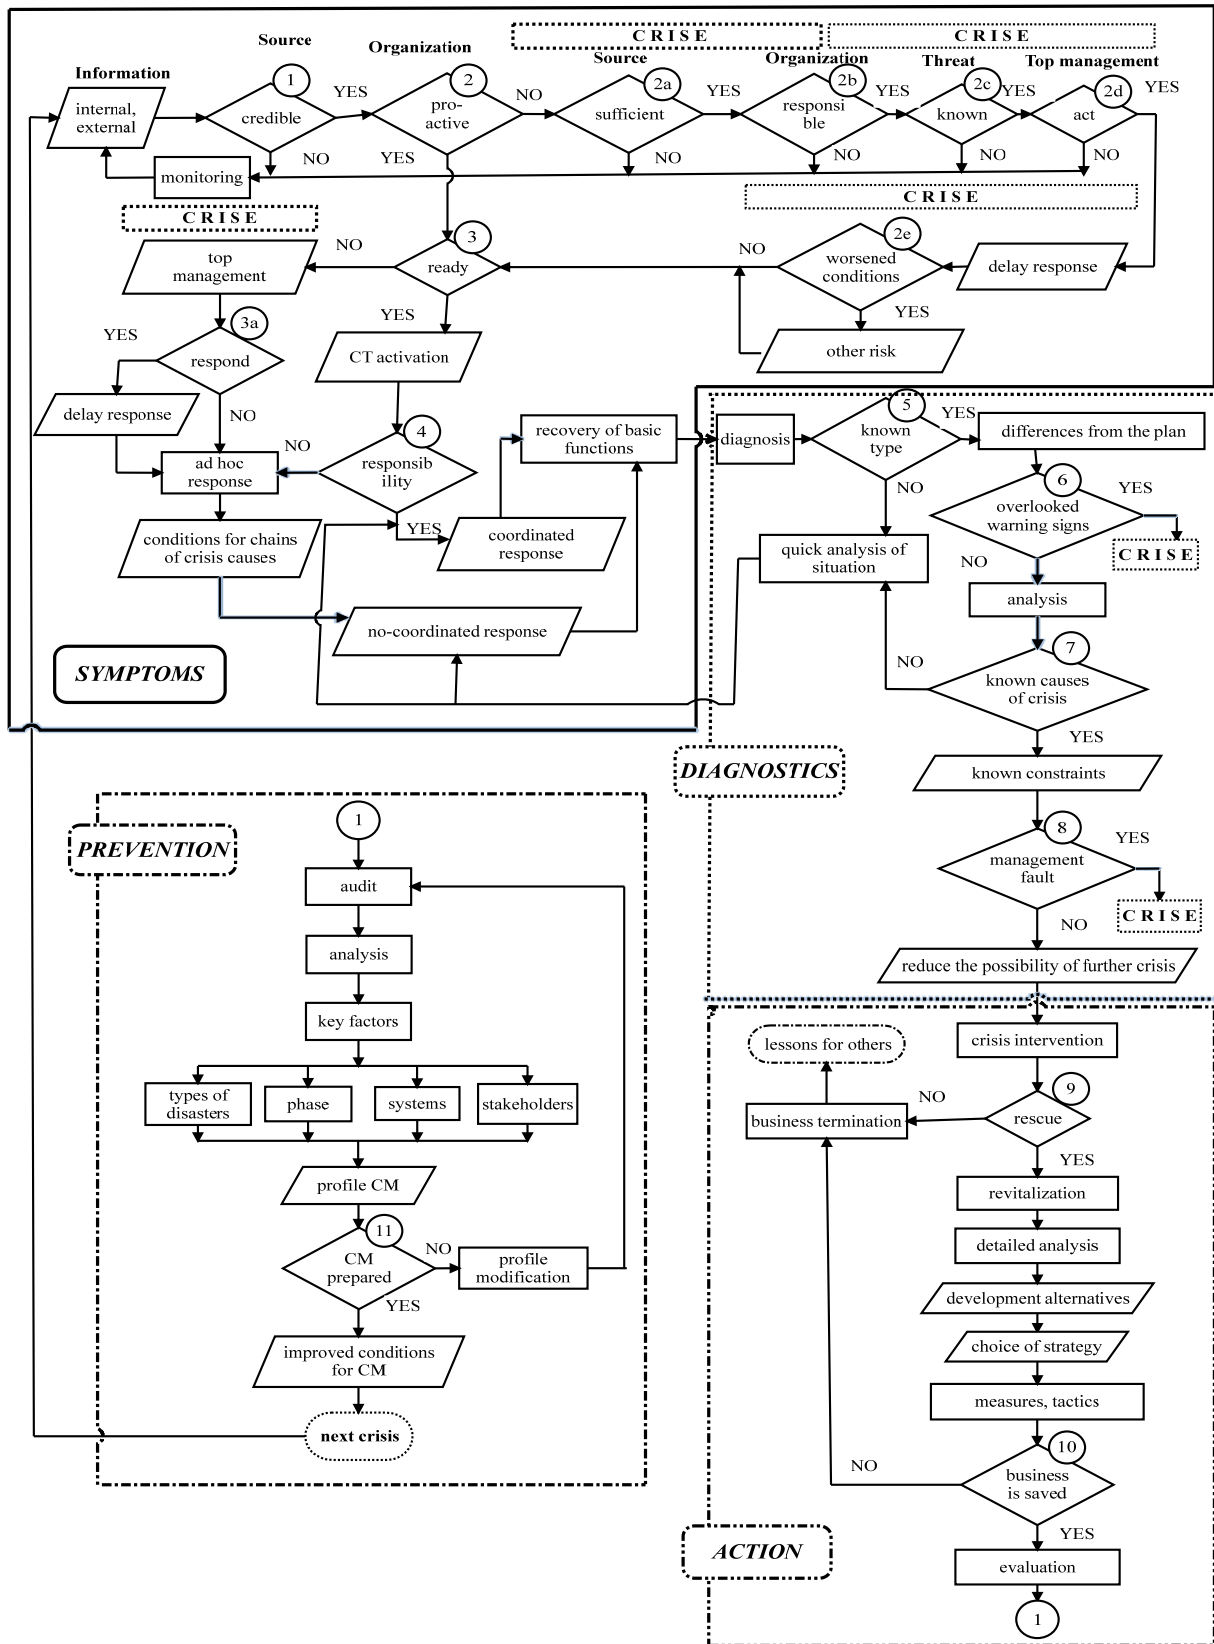 C R I S E
C R I S E
Source
Organization
Source
Organization
Threat
Top management
Information
1
2
2a
2b
2c
2d
YES
internal,
external
credible
YES
pro-
active
NO
sufficient
YES
responsi
ble
YES
known
YES
act
NO
YES
NO
NO
NO
NO
monitoring
C R I S E
C R I S E
top
management
NO
3
ready
NO
2e
worsened
conditions
delay response
YES
3a
respond
YES
CT activation
YES
other risk
delay response
NO
NO
4
responsib
ility
recovery of basic
functions
diagnosis
5
known
type
YES
differences from the plan
ad hoc
response
NO
6
overlooked
warning signs
YES
C R I S E
conditions for chains
of crisis causes
YES
coordinated
response
quick analysis of
situation
NO
analysis
no-coordinated response
SYMPTOMS
NO
7
known causes
of crisis
YES
DIAGNOSTICS
known constraints
8
management
fault
YES
C R I S E
NO
reduce the possibility of further crisis
PREVENTION
1
audit
analysis
key factors
types of
disasters
phase
systems
stakeholders
profile CM
11
CM
prepared
NO
profile
modification
YES
improved conditions
for CM
next crisis
lessons for others
crisis intervention
business termination
NO
9
rescue
YES
revitalization
detailed analysis
development alternatives
choice of strategy
measures, tactics
10
business
is saved
NO
YES
ACTION
evaluation
1